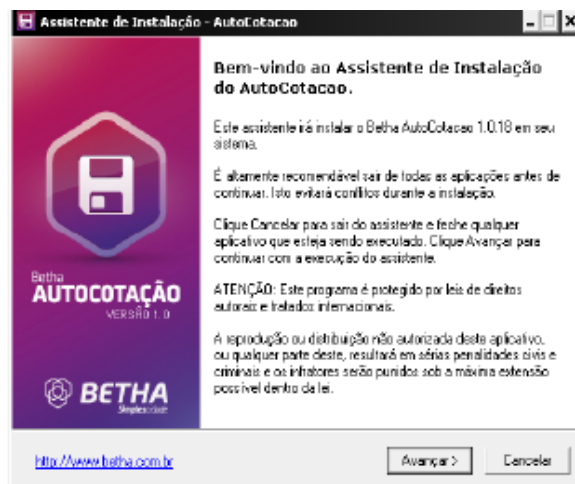 Assistente de Instalação - AutoCotacao
Bem-vindo ao Assistente de Instalação
do AutoCotacao.
Este assistente irá instalar o Betha AutoCotacao 1.0.18 em seu
sistema.
É altamente recomendável sair de todas as aplicações antes de
continuar. Isto evitará conflitos durante a instalação.
Clique Cancelar para sair do assistente e feche qualquer
aplicativo que esteja sendo executado. Clique Avançar para
continuar com a execução do assistente.
ATENÇÃO: Este programa é protegido por leis de direitos
autorais e tratados internacionais.
A reprodução ou distribuição não autorizada deste aplicativo,
ou qualquer parte deste, resultará em sérias penalidades civis e
criminais e os infratores serão punidos sob a máxima extensão
possível dentro da lei.
Betha
AUTOCOTAÇÃO
VERSÃO 1.0
BETHA
Simplicidade
http://www.betha.com.br
Avançar >
Cancelar